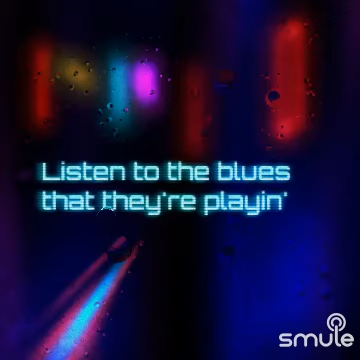 Listen to the blues
that they're playin'
smule